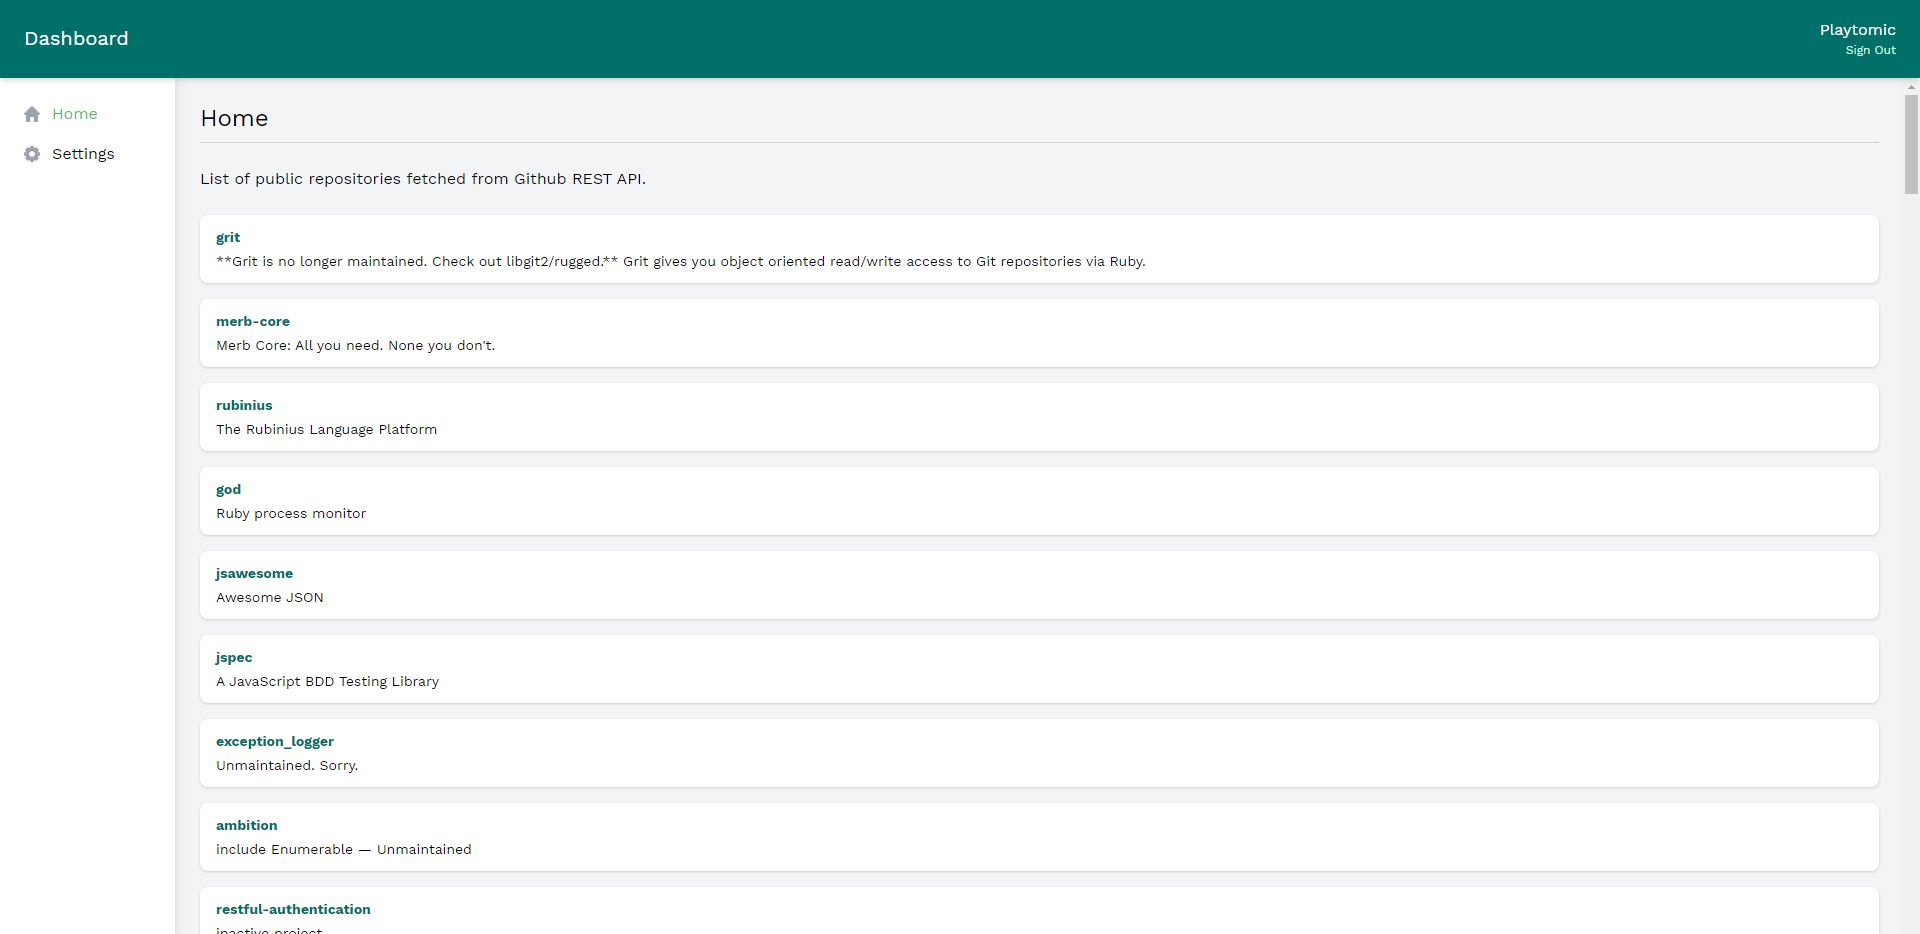 Dashboard
Playtomic
Sign Out
Home
Settings
Home
List of public repositories fetched from Github REST API.
grit
**Grit is no longer maintained. Check out libgit2/rugged.** Grit gives you object oriented read/write access to Git repositories via Ruby.
merb-core
Merb Core: All you need. None you don't.
rubinius
The Rubinius Language Platform
god
Ruby process monitor
jsawesome
Awesome JSON
jspec
A JavaScript BDD Testing Library
exception_logger
Unmaintained. Sorry.
ambition
include Enumerable — Unmaintained
restful-authentication
inactive project